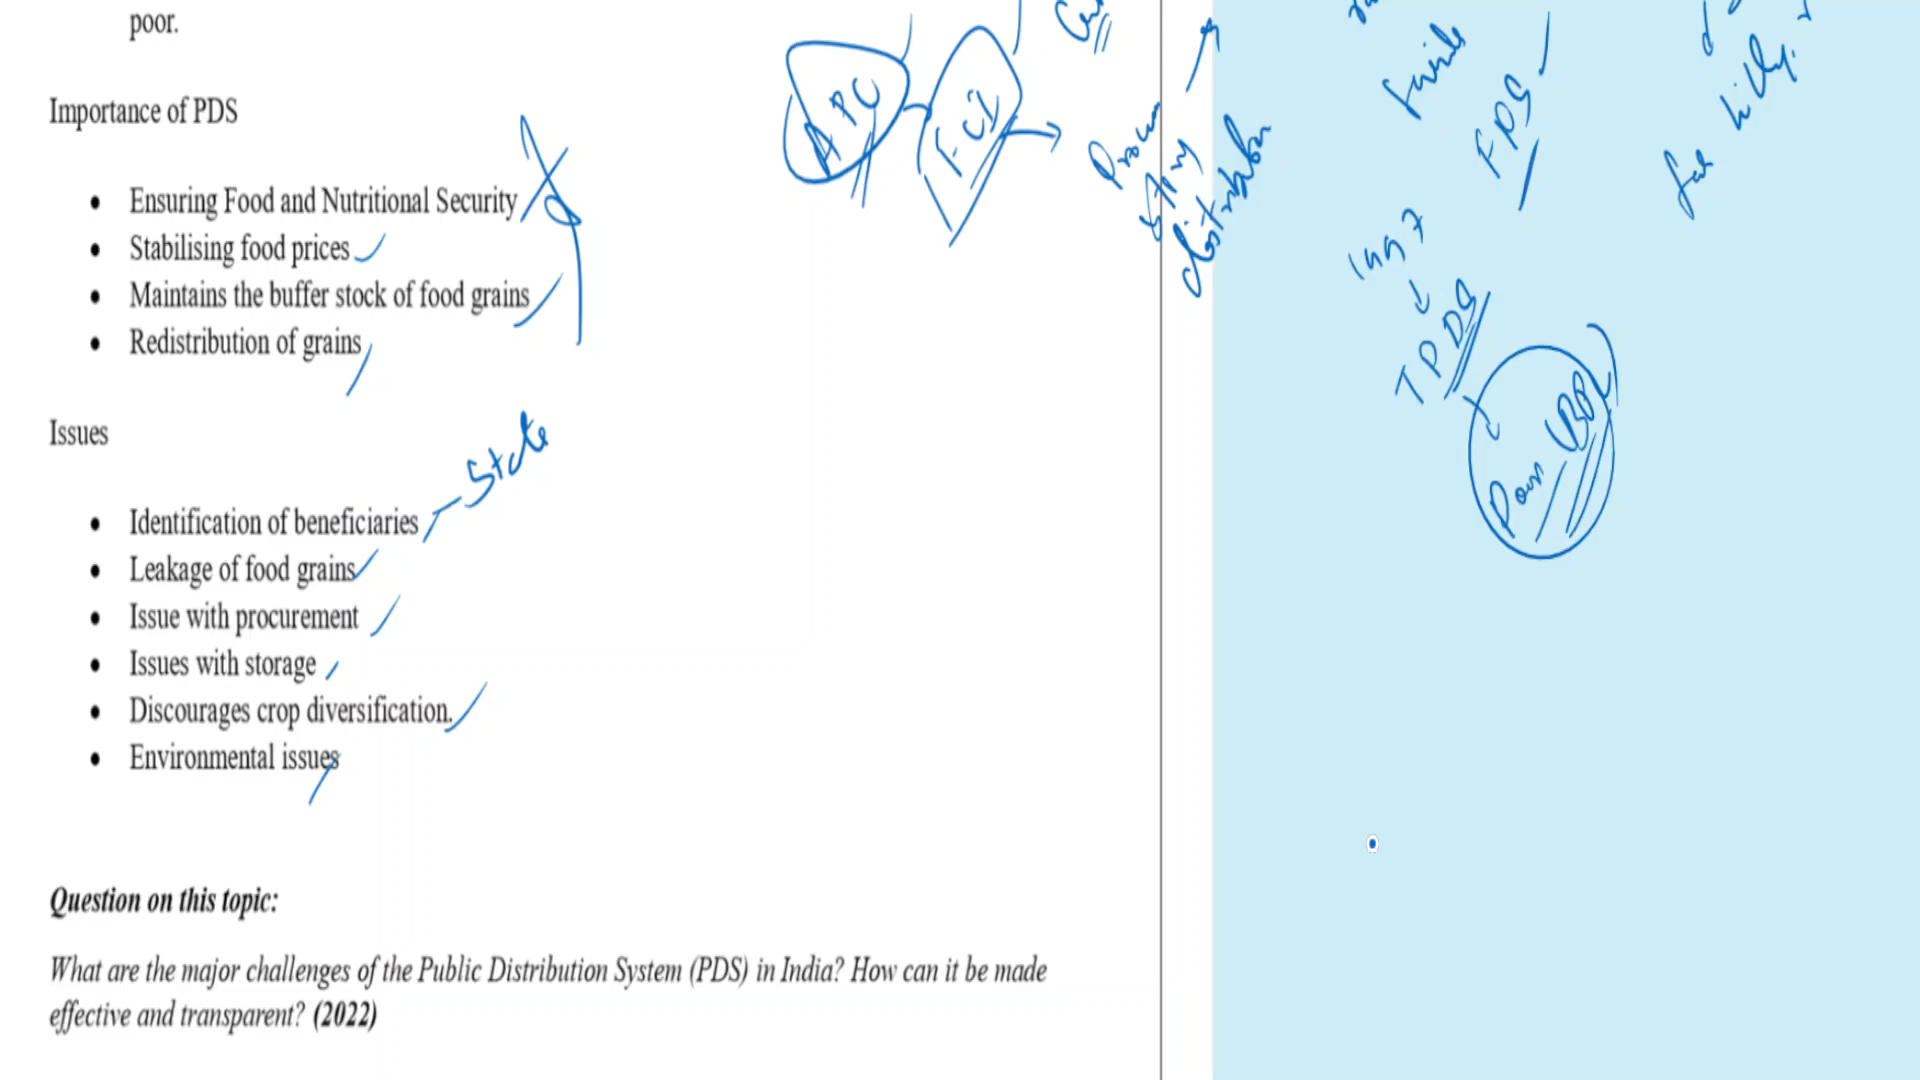 poor.
Importance of PDS
• Ensuring Food and Nutritional Security
• Stabilising food prices
• Maintains the buffer stock of food grains
• Redistribution of grains
Issues
• Identification of beneficiaries
State
• Leakage of food grains
• Issue with procurement
• Issues with storage
• Discourages crop diversification.
• Environmental issues
Question on this topic:
What are the major challenges of the Public Distribution System (PDS) in India? How can it be made
effective and transparent? (2022)
APC
FCI
distribution
FPS
1997
TPDS
Poor
BPL